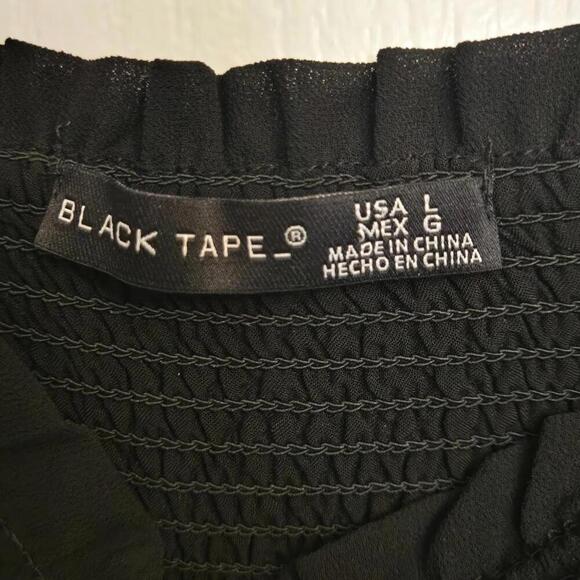 BLACK TAPE_®
USA L
MEX G
MADE IN CHINA
HECHO EN CHINA